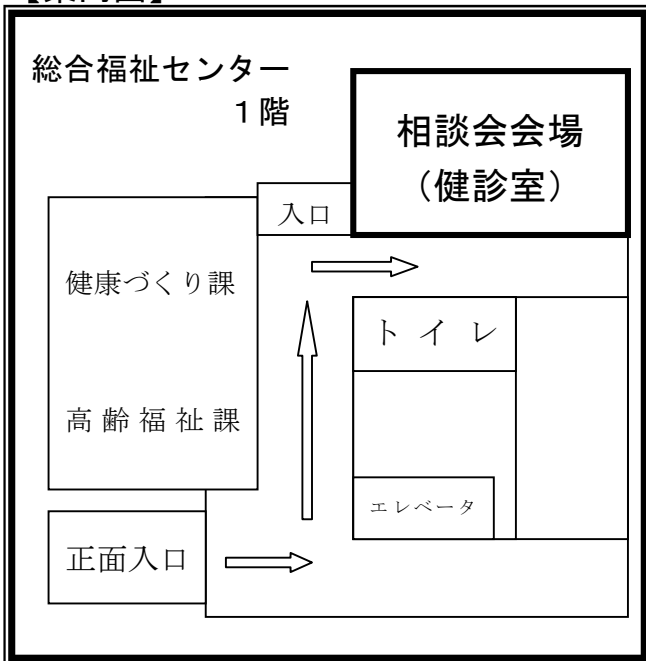 【案内図】
総合福祉センター
１階
相談会会場
（健診室）
入口
健康づくり課
トイレ
高齢福祉課
エレベータ
正面入口